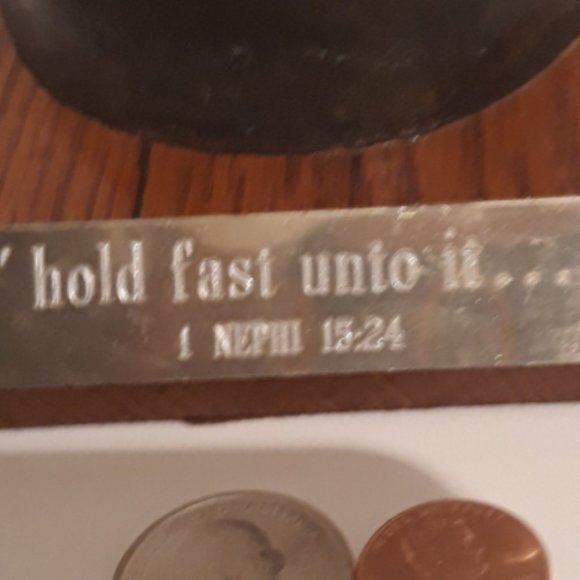 hold fast unto it....
1 NEPHI 15:24